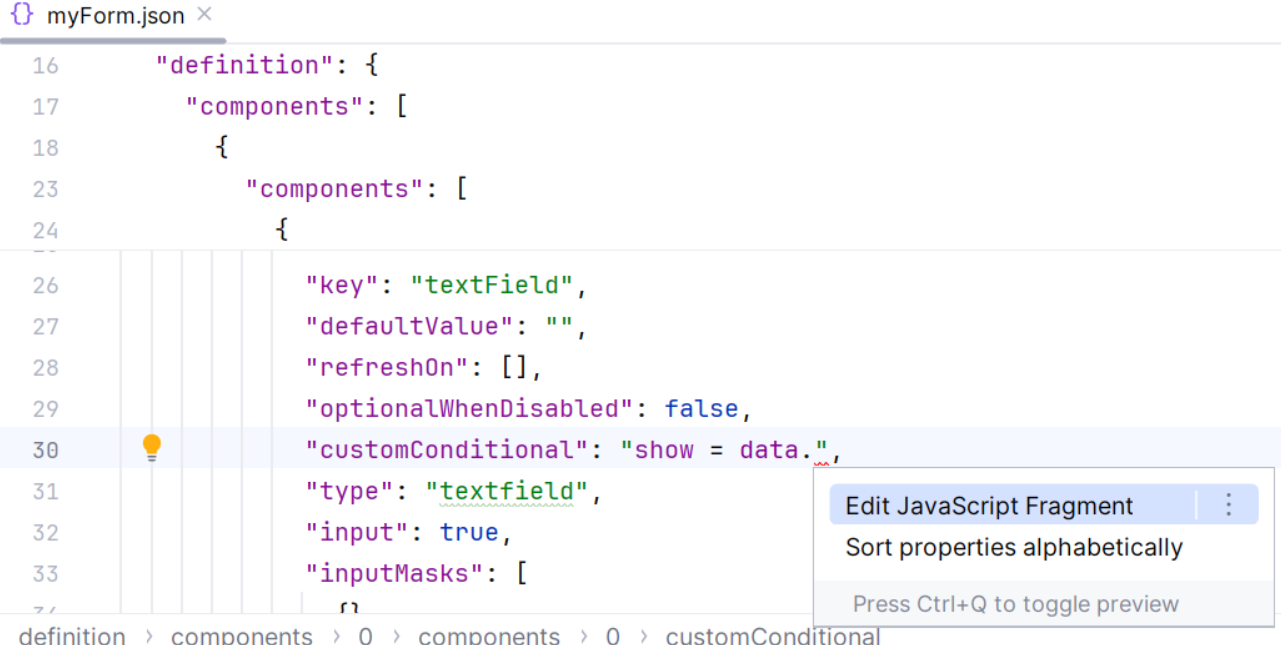 {} myForm.json ×
16 "definition": {
17 "components": [
18 {
23 "components": [
24 {
26 "key": "textField",
27 "defaultValue": "",
28 "refreshOn": [],
29 "optionalWhenDisabled": false,
30 "customConditional": "show = data.",
31 "type": "textfield",
32 "input": true,
33 "inputMasks": [
34 {}
Edit JavaScript Fragment
Sort properties alphabetically
Press Ctrl+Q to toggle preview
definition › components › 0 › components › 0 › customConditional